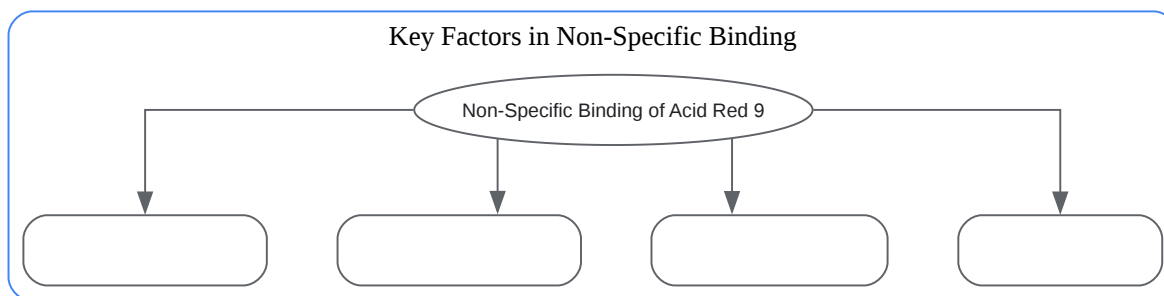 Key Factors in Non-Specific Binding
Non-Specific Binding of Acid Red 9